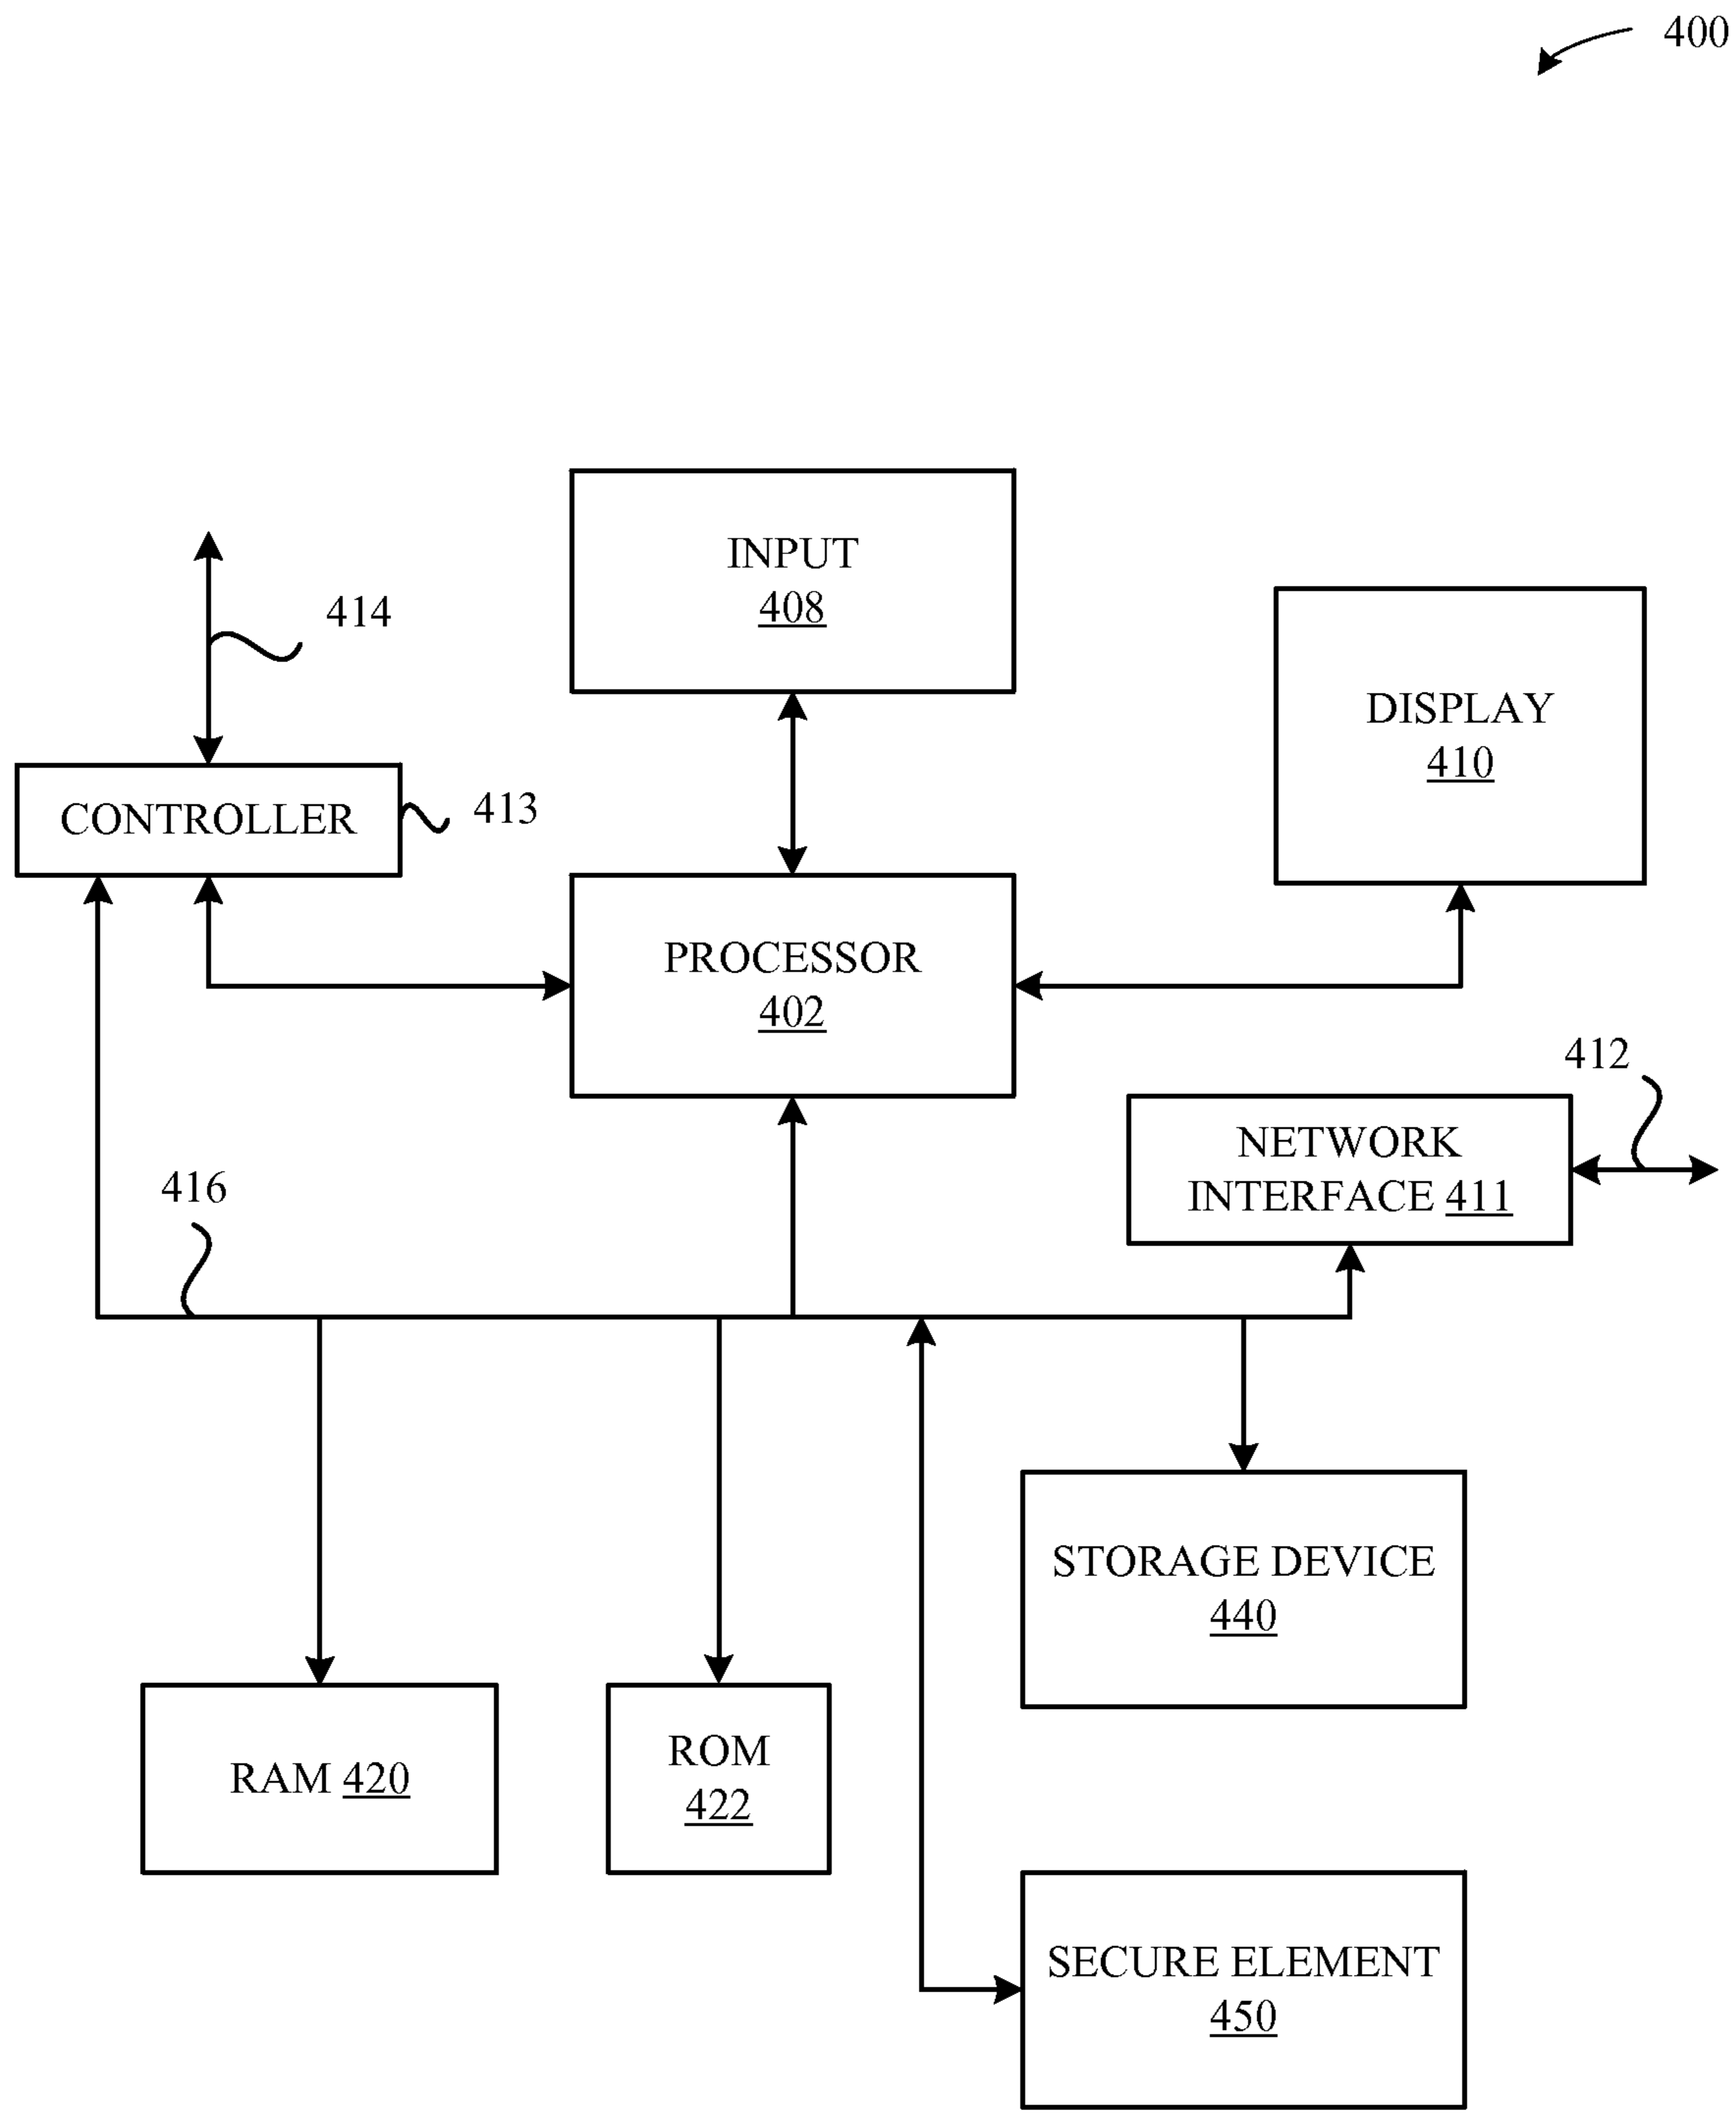 400
INPUT
408
414
DISPLAY
410
CONTROLLER
413
PROCESSOR
402
412
NETWORK
INTERFACE 411
416
STORAGE DEVICE
440
RAM 420
ROM
422
SECURE ELEMENT
450